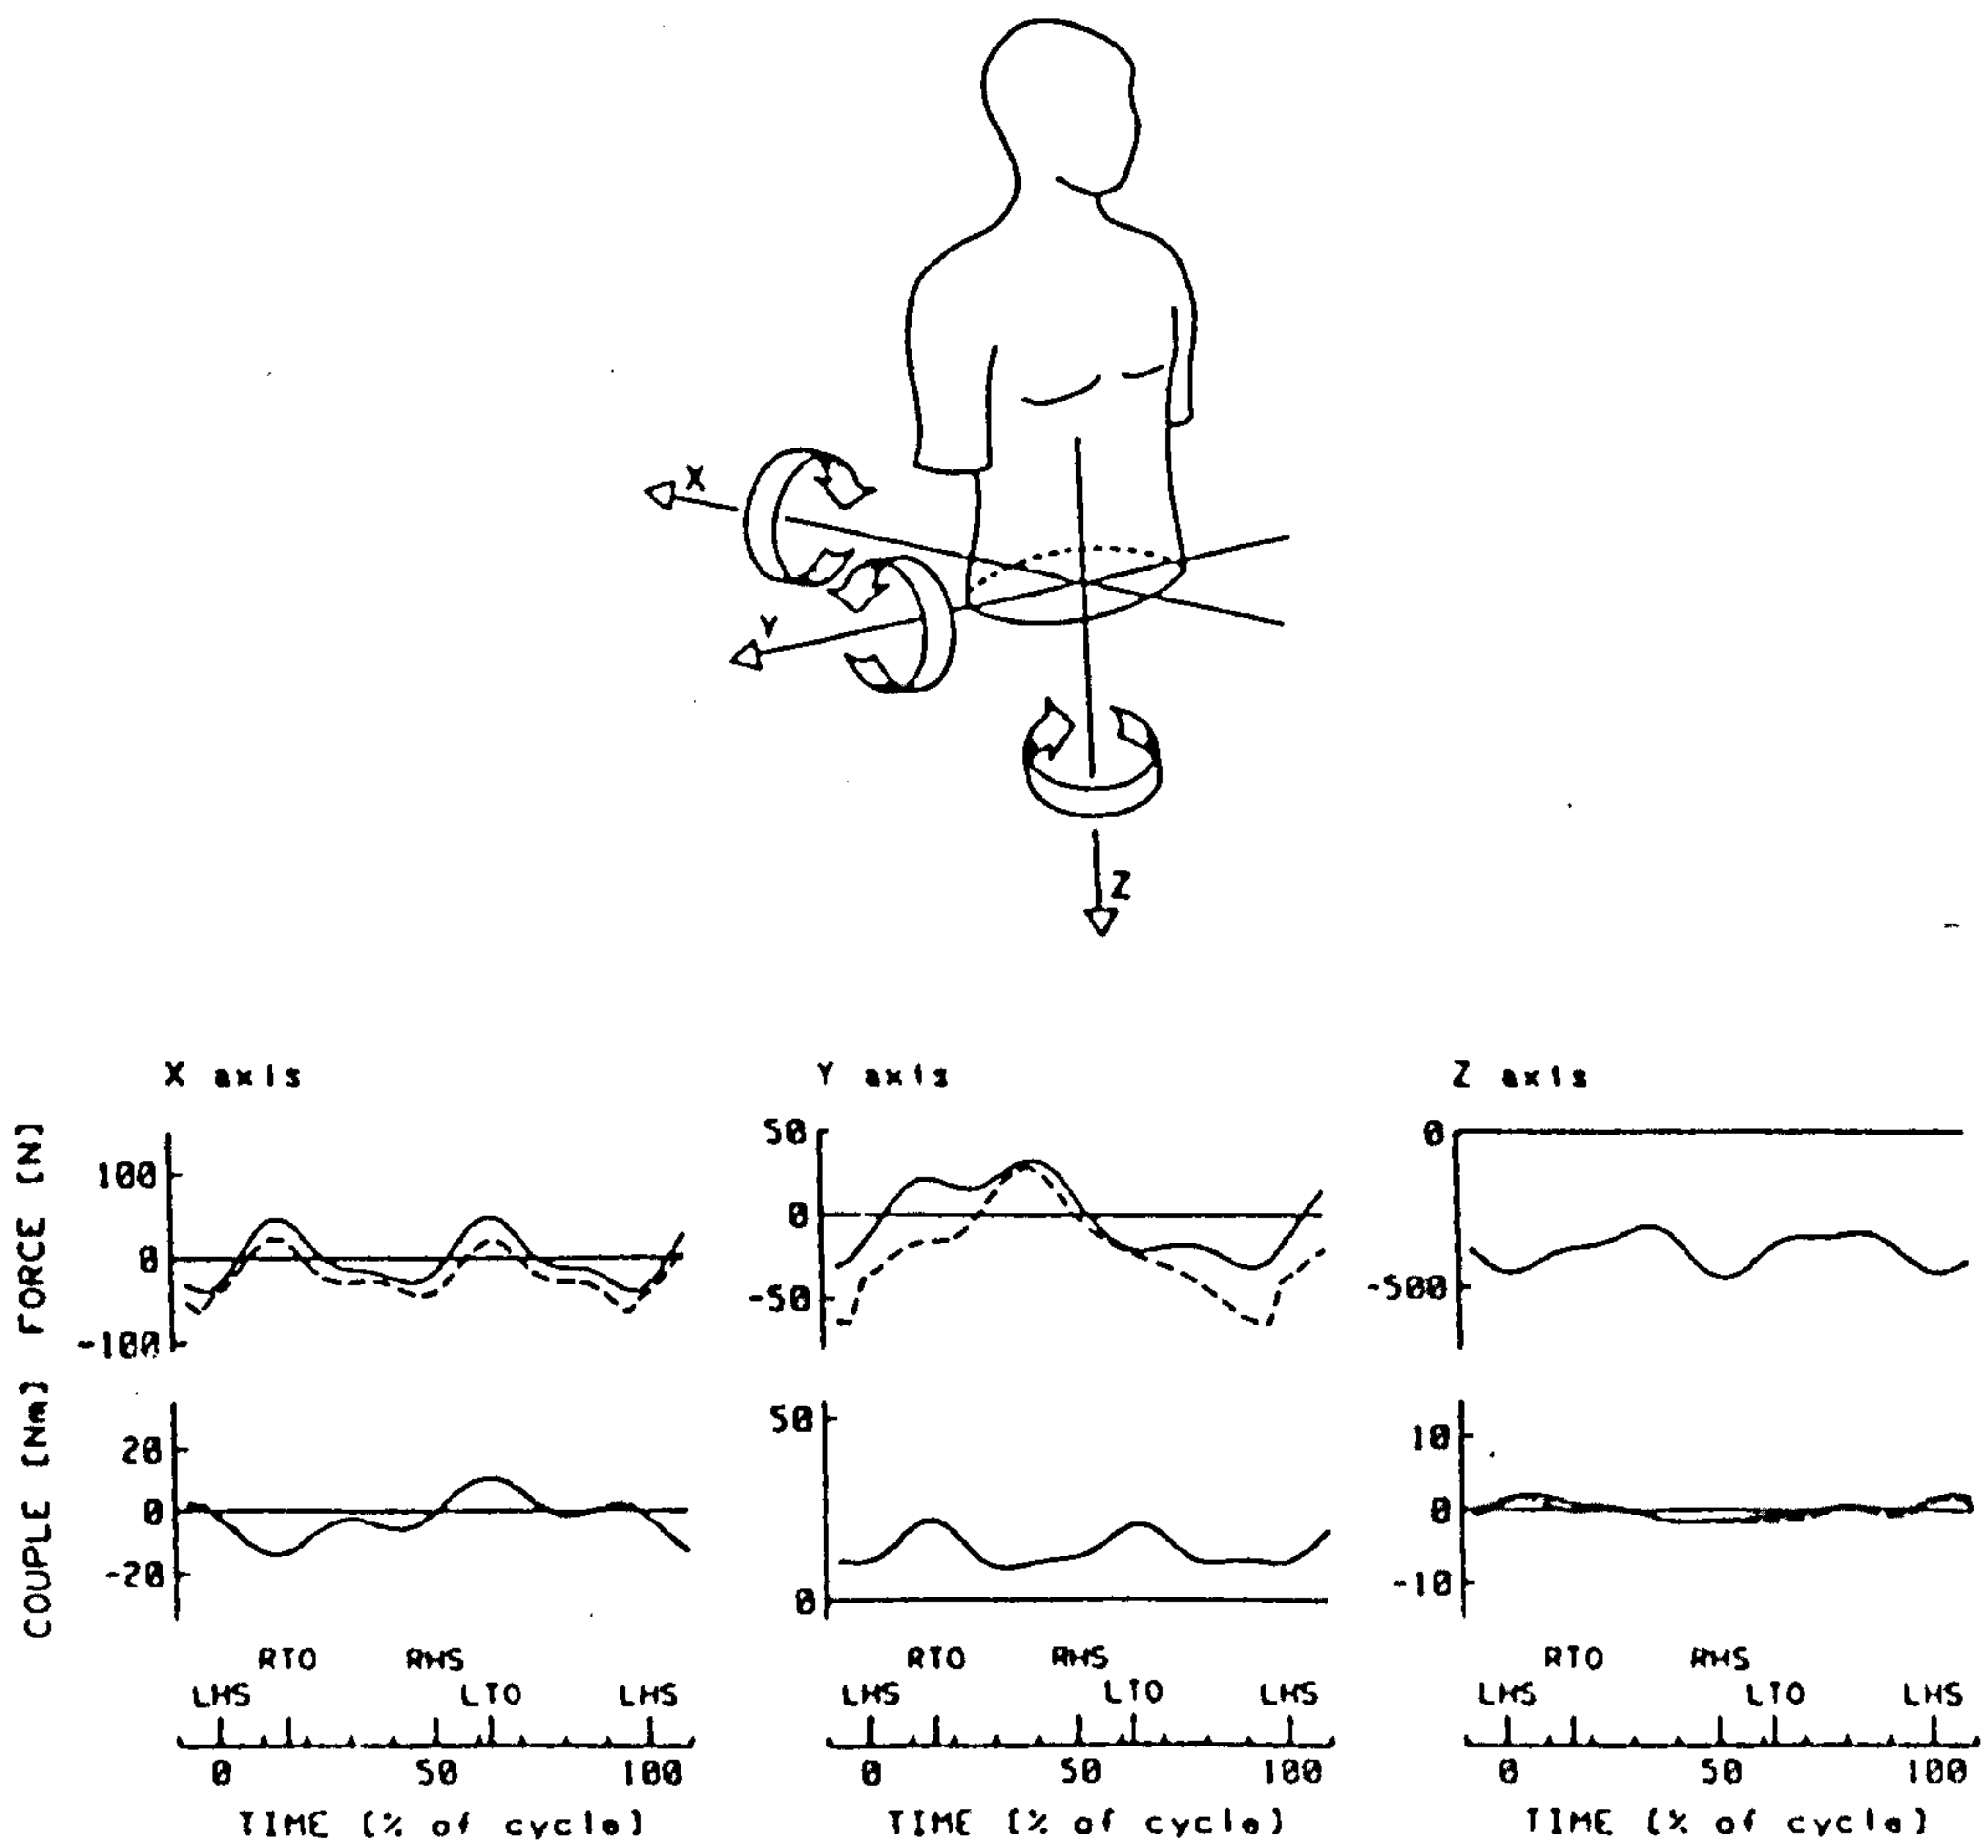 X
Y
Z
X axis
Y axis
Z axis
FORCE [N]
100
0
-100
50
0
-50
0
-500
COUPLE [Nm]
20
0
-20
50
0
10
0
-10
RTO RHS
LHS LTO LHS
0 50 100
TIME [% of cycle]
RTO RHS
LHS LTO LHS
0 50 100
TIME [% of cycle]
RTO RHS
LHS LTO LHS
0 50 100
TIME [% of cycle]